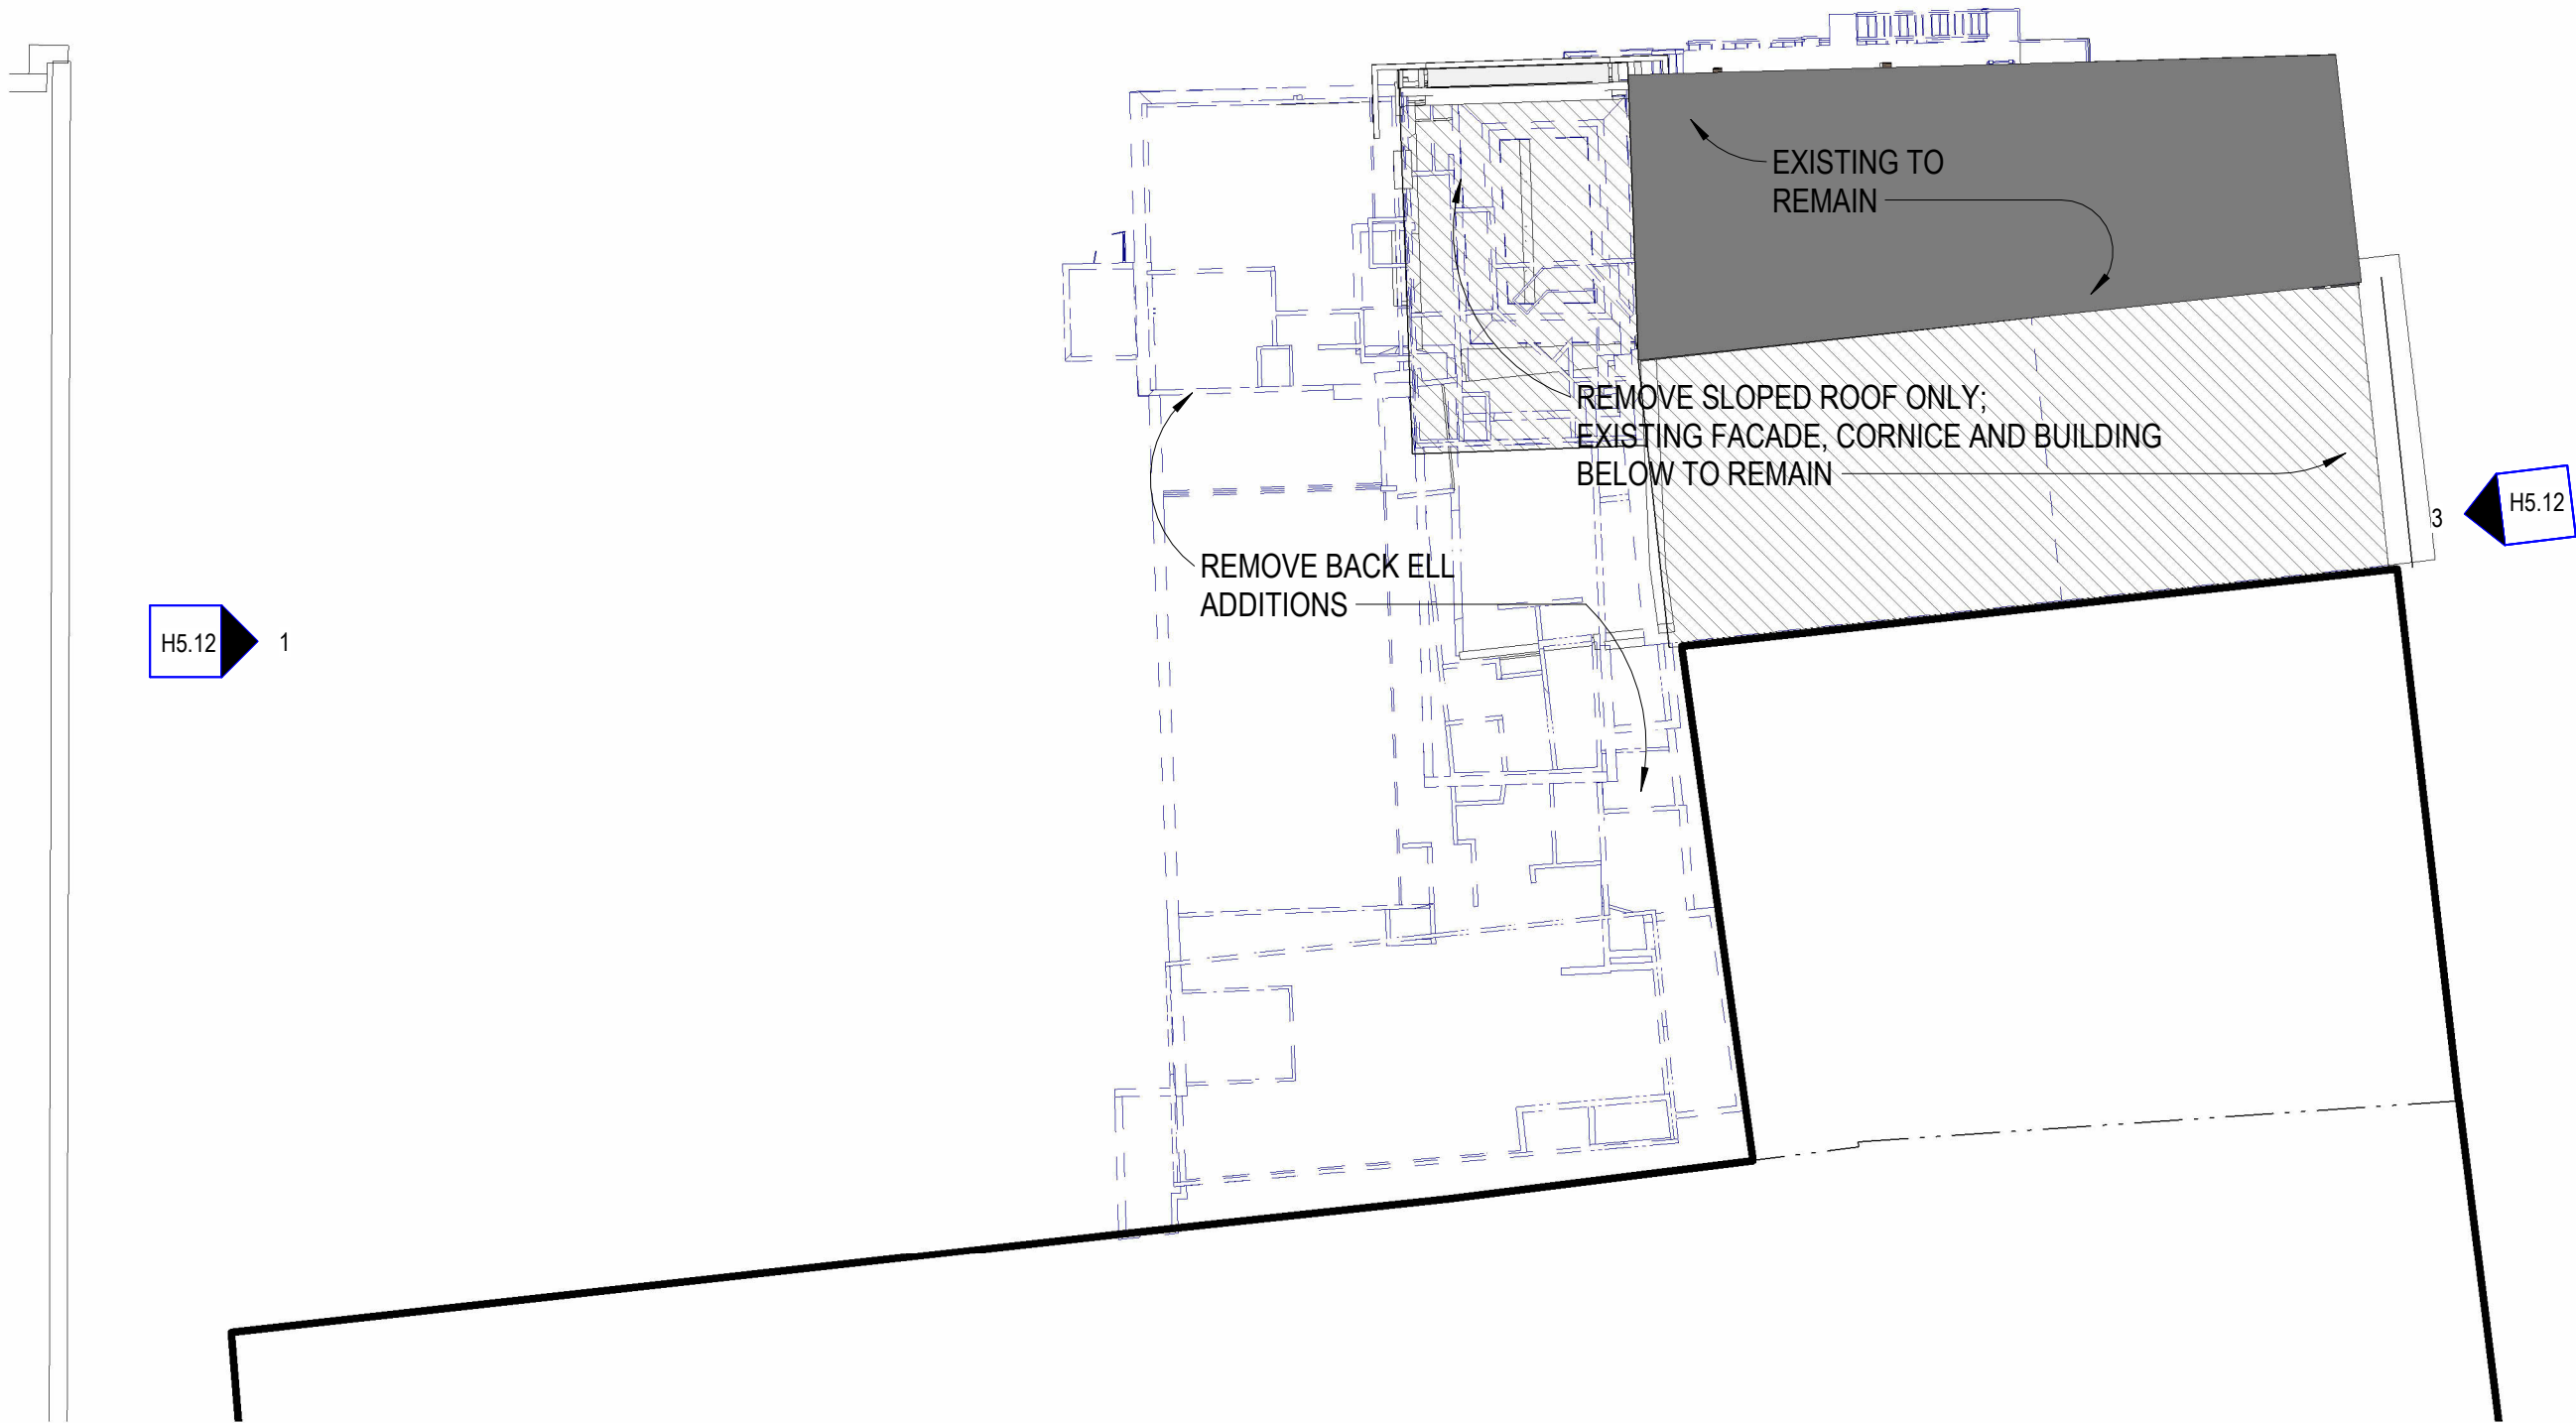 EXISTING TO
REMAIN
REMOVE SLOPED ROOF ONLY;
EXISTING FACADE, CORNICE AND BUILDING
BELOW TO REMAIN
H5.12
3
REMOVE BACK ELL
ADDITIONS
H5.12
1